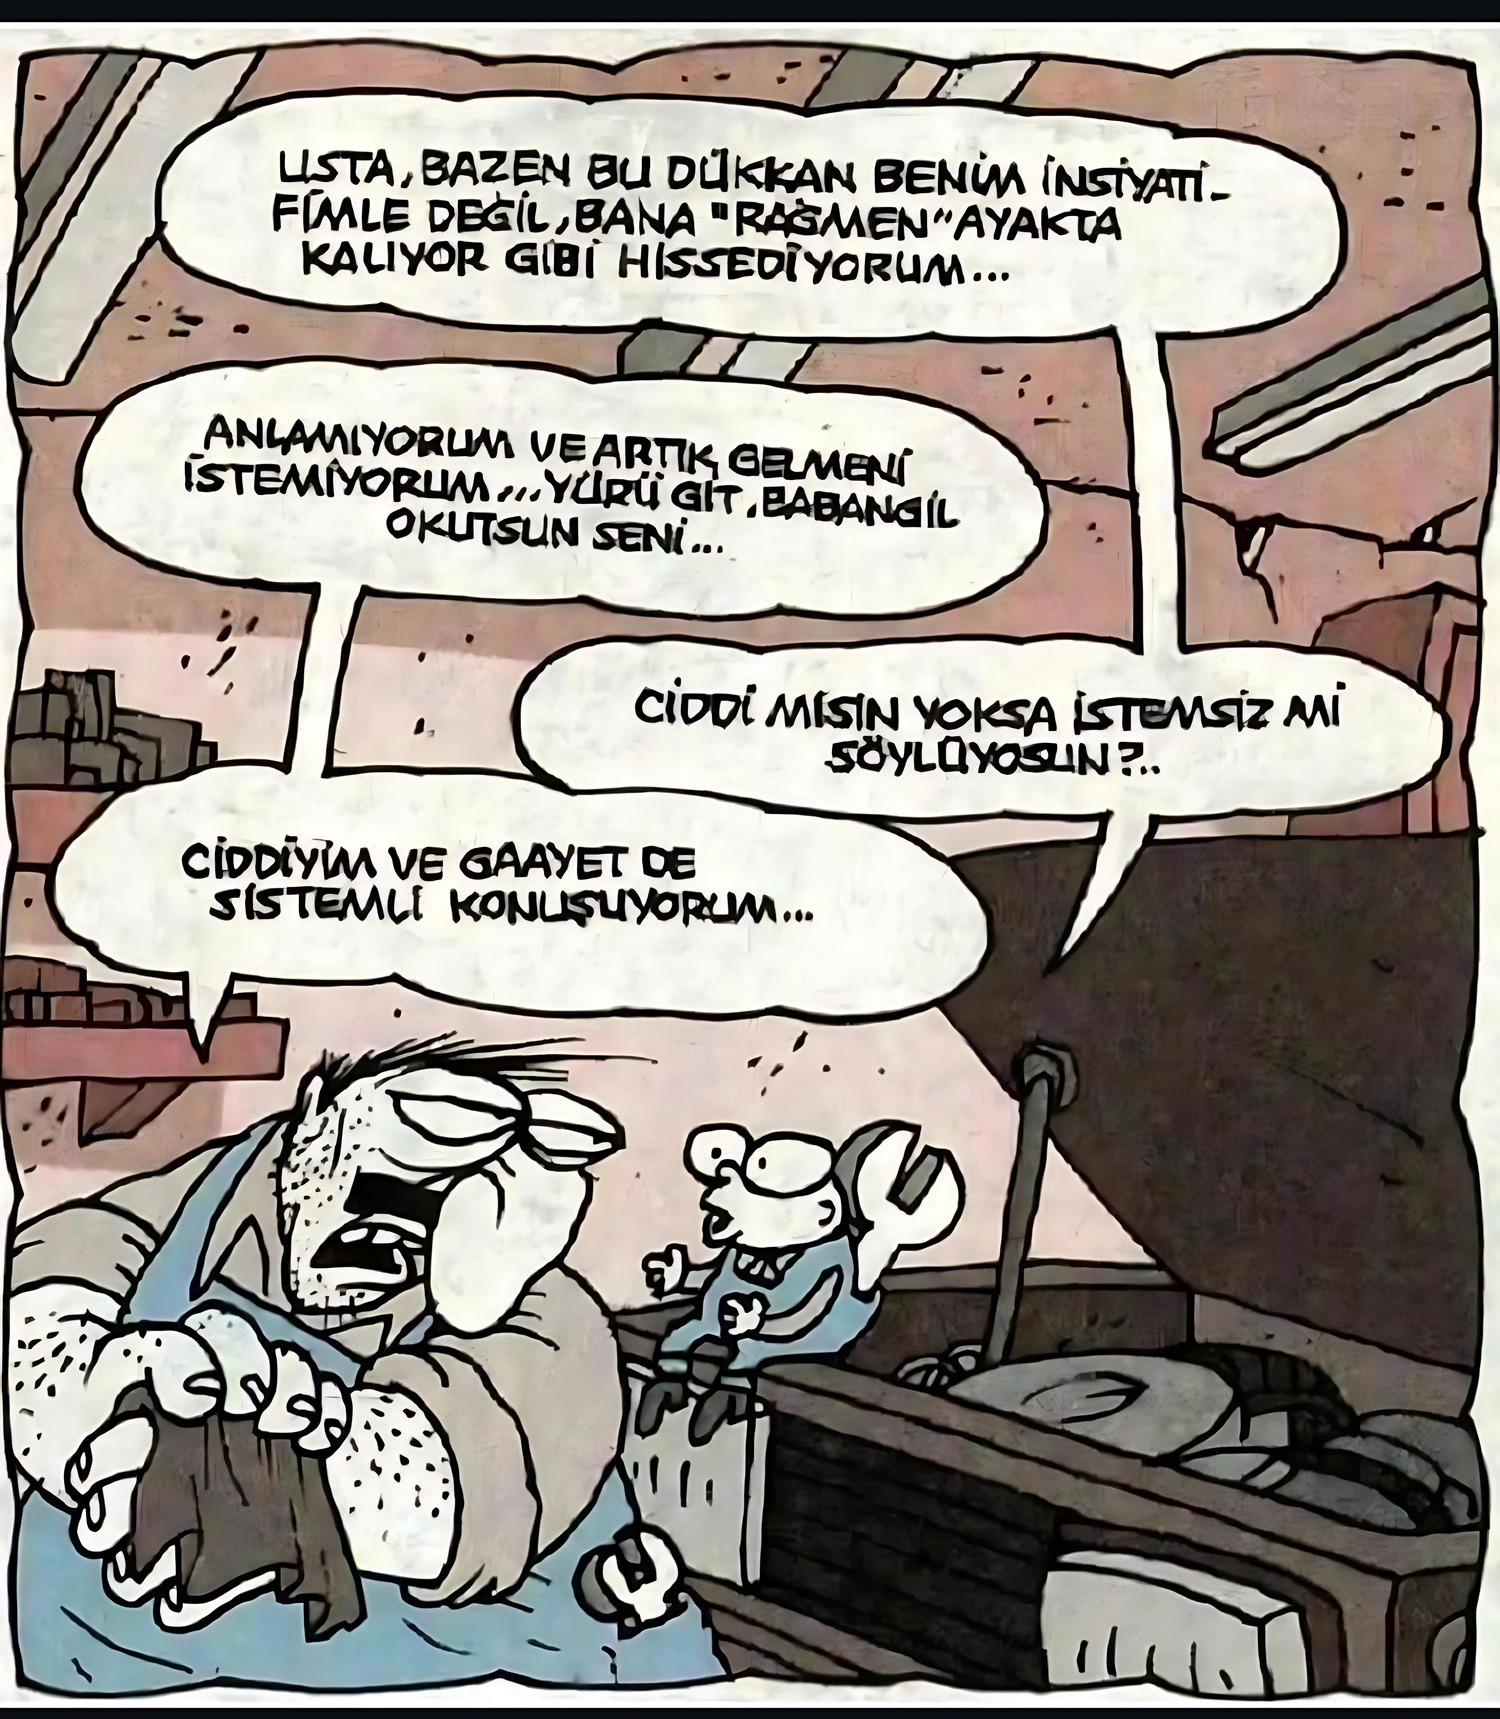 USTA, BAZEN BU DÜKKAN BENİM İNSİYATİ-
FİMLE DEĞİL, BANA "RAĞMEN" AYAKTA
KALIYOR GİBİ HİSSEDİYORUM...
ANLAMIYORUM VE ARTIK GELMENİ
İSTEMİYORUM... YÜRÜ GİT, BABANGİL
OKUTSUN SENİ...
CİDDİ MİSİN YOKSA İSTEMSİZ Mİ
SÖYLÜYOSUN?..
CİDDİYİM VE GAAYET DE
SİSTEMLİ KONUŞUYORUM...